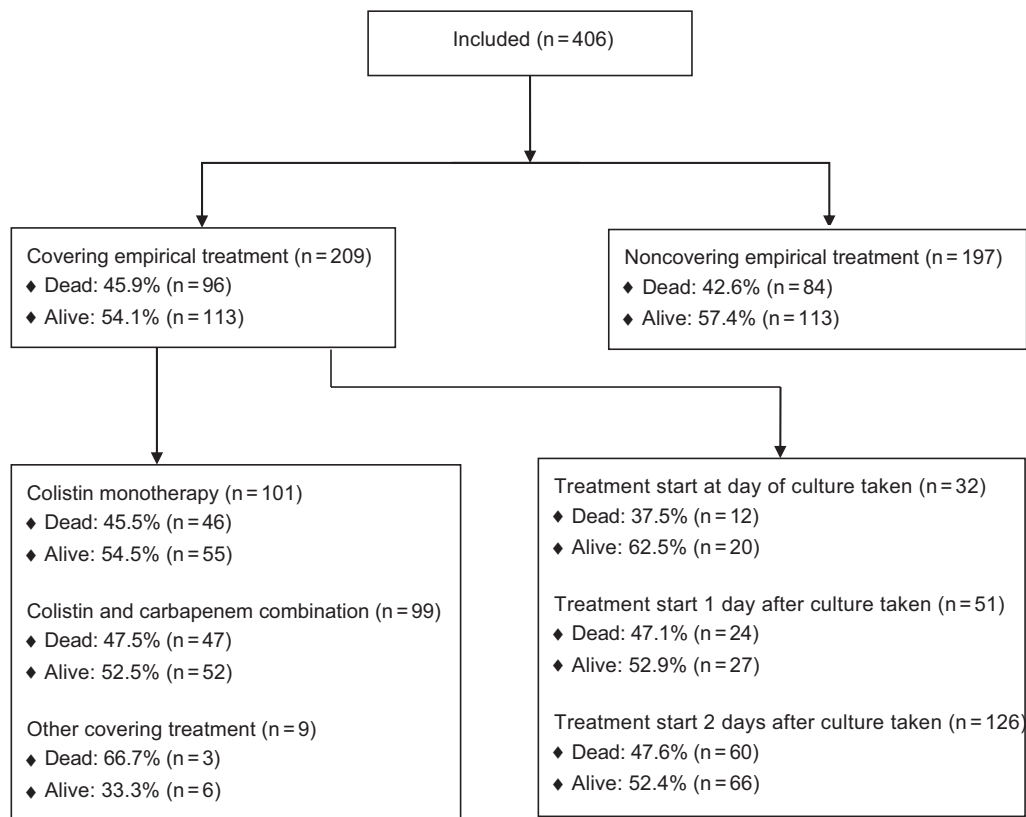 Included (n = 406)
Covering empirical treatment (n = 209)
♦ Dead: 45.9% (n = 96)
♦ Alive: 54.1% (n = 113)
Noncovering empirical treatment (n = 197)
♦ Dead: 42.6% (n = 84)
♦ Alive: 57.4% (n = 113)
Colistin monotherapy (n = 101)
♦ Dead: 45.5% (n = 46)
♦ Alive: 54.5% (n = 55)
Colistin and carbapenem combination (n = 99)
♦ Dead: 47.5% (n = 47)
♦ Alive: 52.5% (n = 52)
Other covering treatment (n = 9)
♦ Dead: 66.7% (n = 3)
♦ Alive: 33.3% (n = 6)
Treatment start at day of culture taken (n = 32)
♦ Dead: 37.5% (n = 12)
♦ Alive: 62.5% (n = 20)
Treatment start 1 day after culture taken (n = 51)
♦ Dead: 47.1% (n = 24)
♦ Alive: 52.9% (n = 27)
Treatment start 2 days after culture taken (n = 126)
♦ Dead: 47.6% (n = 60)
♦ Alive: 52.4% (n = 66)